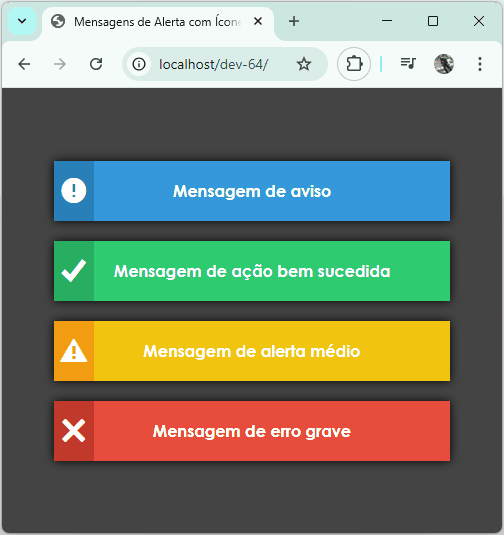 Mensagens de Alerta com Ícone
localhost/dev-64/
Mensagem de aviso
Mensagem de ação bem sucedida
Mensagem de alerta médio
Mensagem de erro grave